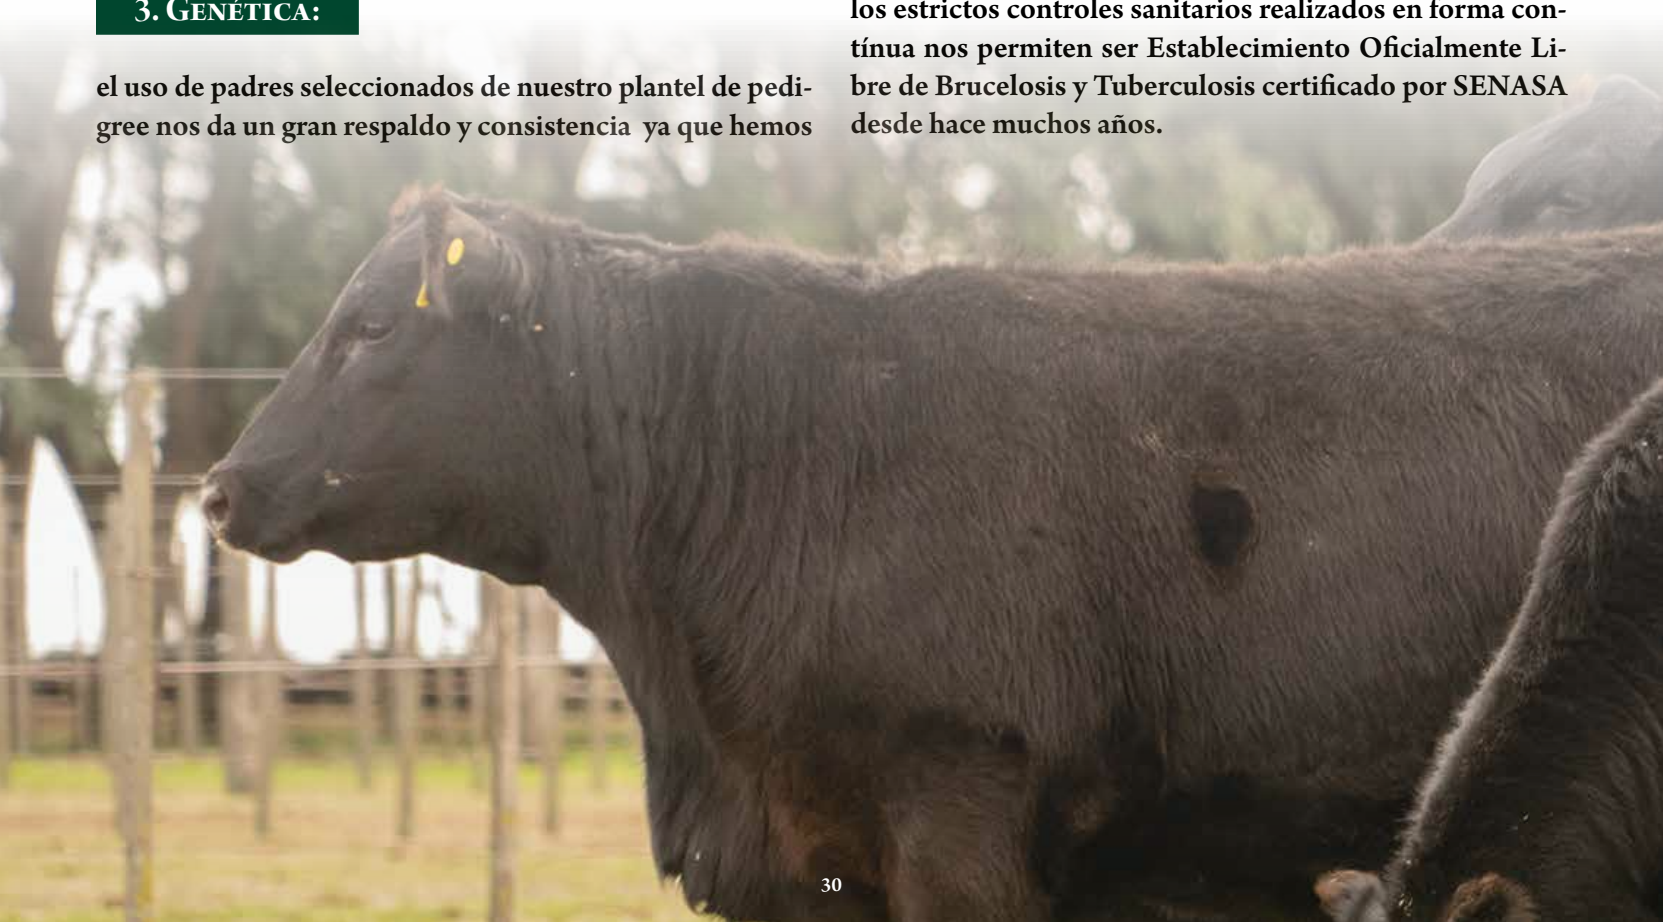 3. GENÉTICA:
el uso de padres seleccionados de nuestro plantel de pedi-
gree nos da un gran respaldo y consistencia ya que hemos
los estrictos controles sanitarios realizados en forma con-
tínua nos permiten ser Establecimiento Oficialmente Li-
bre de Brucelosis y Tuberculosis certificado por SENASA
desde hace muchos años.
30